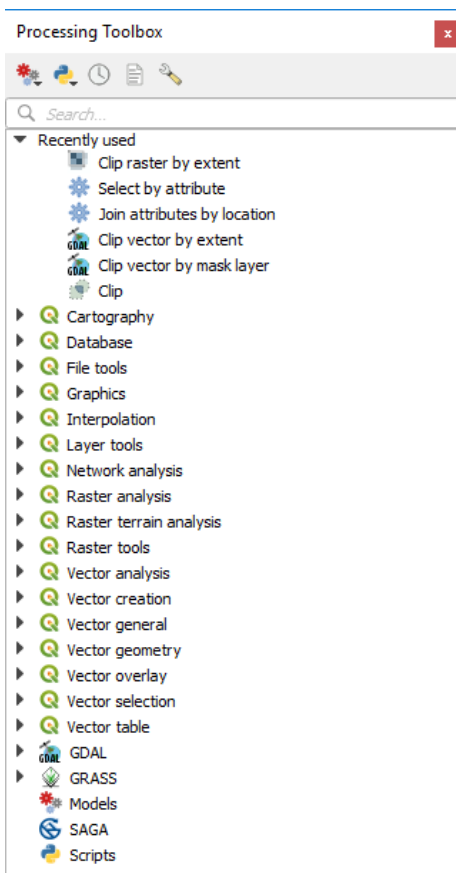 Processing Toolbox
x
Search...
Recently used
Clip raster by extent
Select by attribute
Join attributes by location
GDAL Clip vector by extent
GDAL Clip vector by mask layer
Clip
Cartography
Database
File tools
Graphics
Interpolation
Layer tools
Network analysis
Raster analysis
Raster terrain analysis
Raster tools
Vector analysis
Vector creation
Vector general
Vector geometry
Vector overlay
Vector selection
Vector table
GDAL GDAL
GRASS
Models
SAGA
Scripts